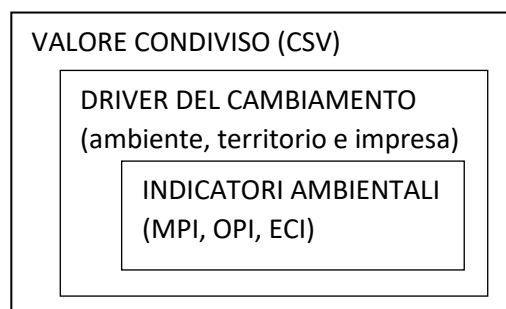 VALORE CONDIVISO (CSV)
DRIVER DEL CAMBIAMENTO
(ambiente, territorio e impresa)
INDICATORI AMBIENTALI
(MPI, OPI, ECI)